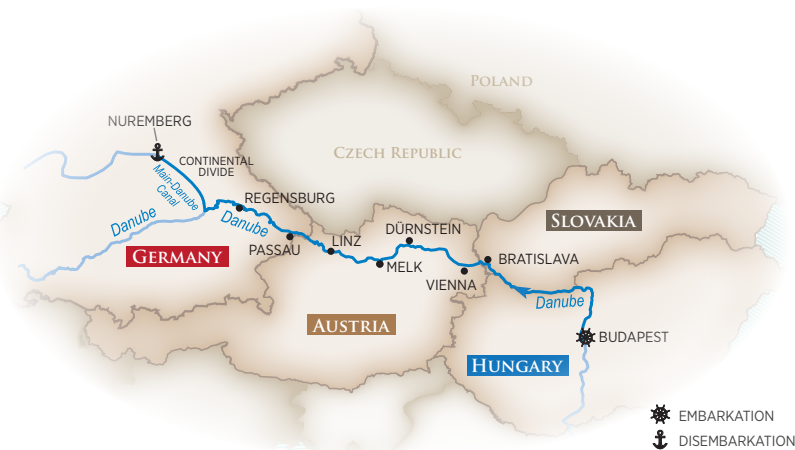 POLAND
NUREMBERG
CZECH REPUBLIC
CONTINENTAL
DIVIDE
Main-Danube
Canal
REGENSBURG
Danube
Danube
SLOVAKIA
DÜRNSTEIN
LINZ
PASSAU
GERMANY
MELK
BRATISLAVA
VIENNA
Danube
AUSTRIA
BUDAPEST
HUNGARY
EMBARKATION
DISEMBARKATION